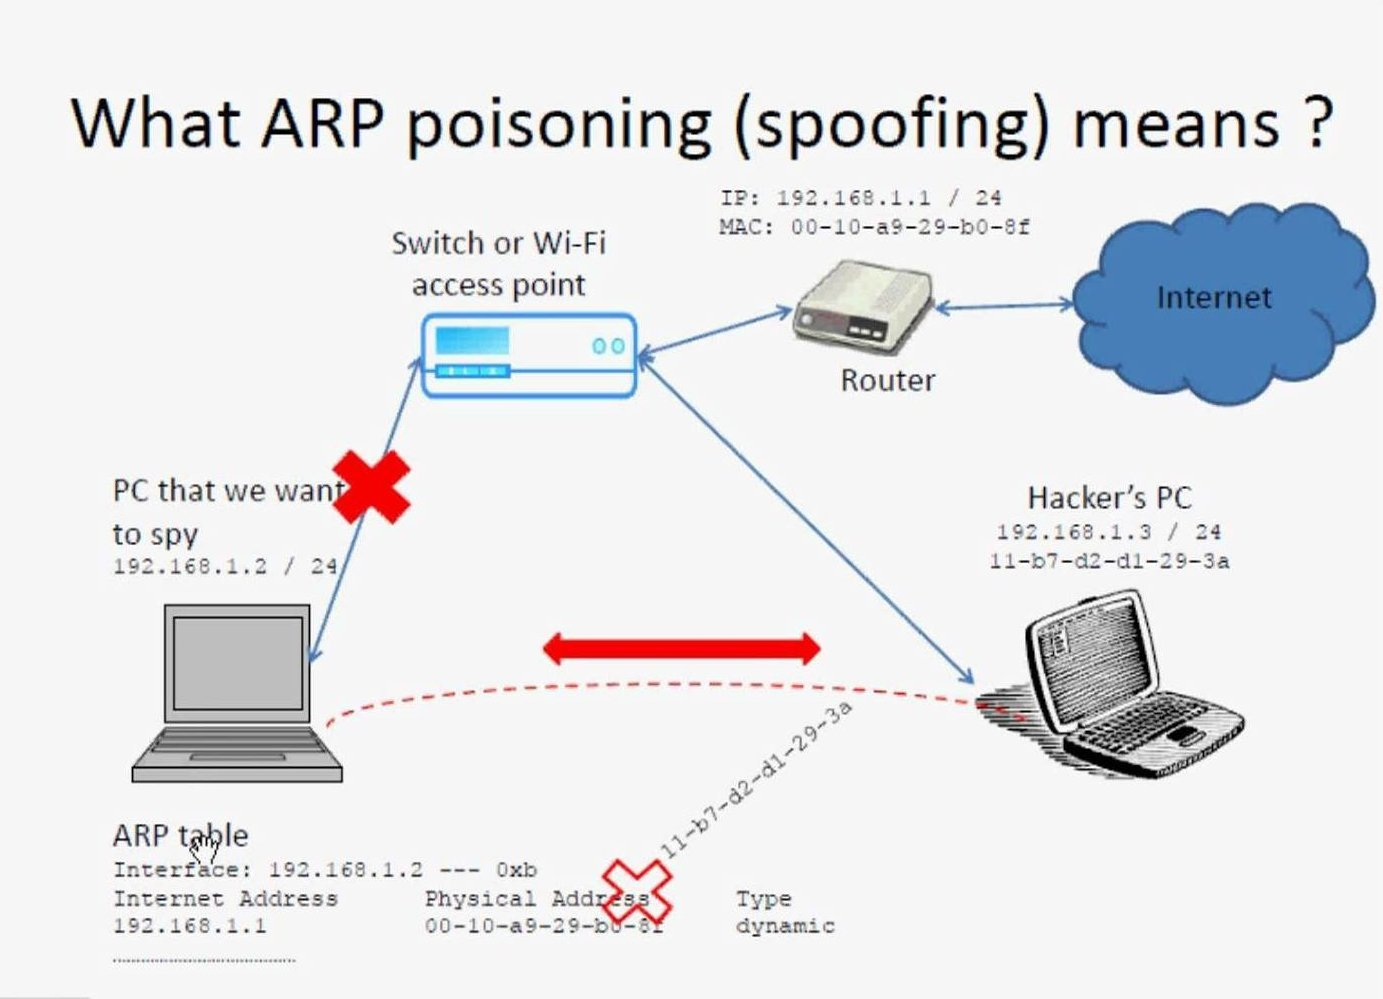 What ARP poisoning (spoofing) means ?
IP: 192.168.1.1 / 24
MAC: 00-10-a9-29-b0-8f
Switch or Wi-Fi
access point
Internet
Router
PC that we want
to spy
192.168.1.2 / 24
Hacker's PC
192.168.1.3 / 24
11-b7-d2-d1-29-3a
11-b7-d2-d1-29-3a
ARP table
Interface: 192.168.1.2 --- 0xb
Internet Address Physical Address Type
192.168.1.1 00-10-a9-29-b0-8f dynamic